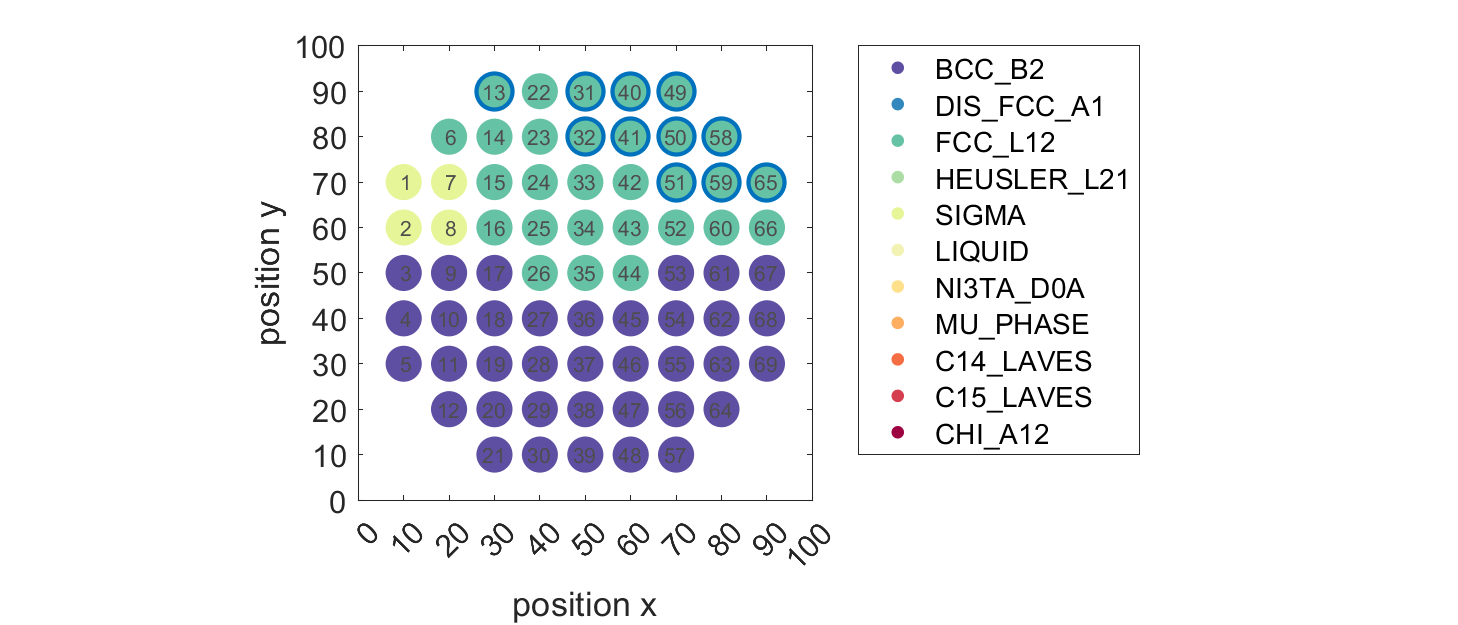 100
90
80
70
60
50
40
30
20
10
0
13 22 31 40 49
6 14 23 32 41 50 58
1 7 15 24 33 42 51 59 65
2 8 16 25 34 43 52 60 66
3 9 17 26 35 44 53 61 67
4 10 18 27 36 45 54 62 68
5 11 19 28 37 46 55 63 69
12 20 29 38 47 56 64
21 30 39 48 57
0 10 20 30 40 50 60 70 80 90 100
position x
position y
BCC_B2
DIS_FCC_A1
FCC_L12
HEUSLER_L21
SIGMA
LIQUID
NI3TA_D0A
MU_PHASE
C14_LAVES
C15_LAVES
CHI_A12